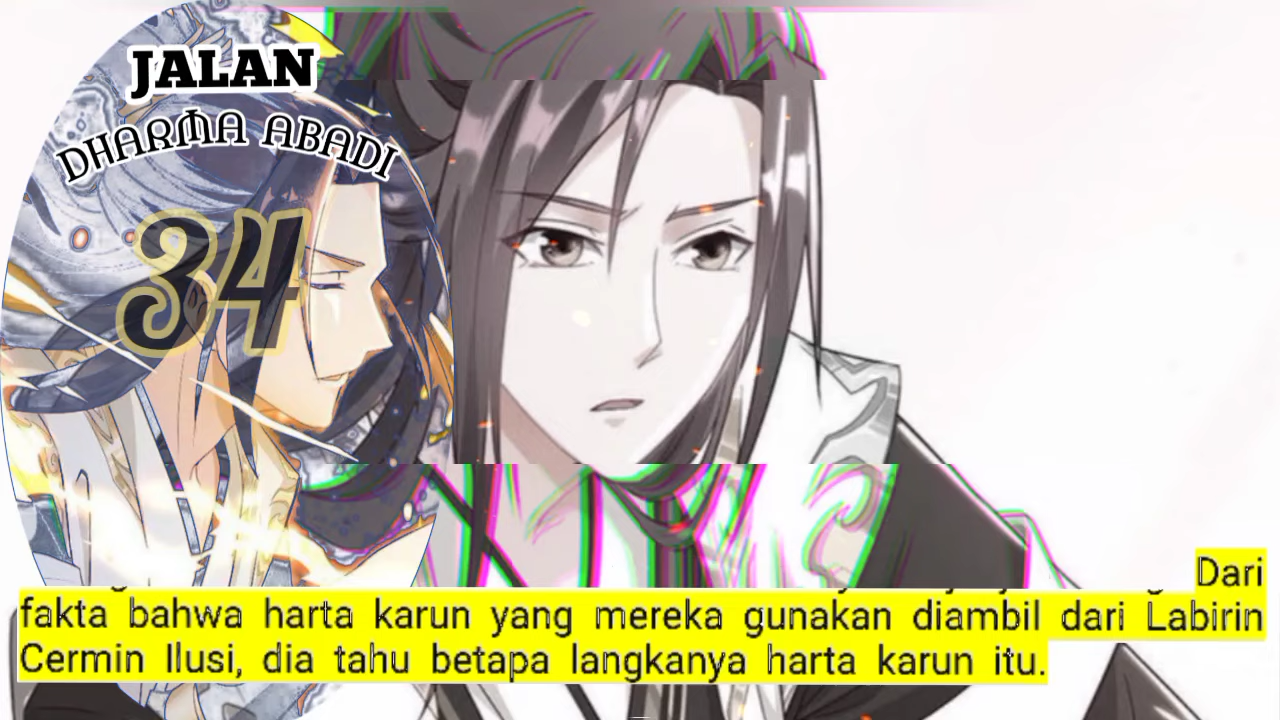 JALAN
DHARMA ABADI
34
Dari
fakta bahwa harta karun yang mereka gunakan diambil dari Labirin
Cermin Ilusi, dia tahu betapa langkanya harta karun itu.